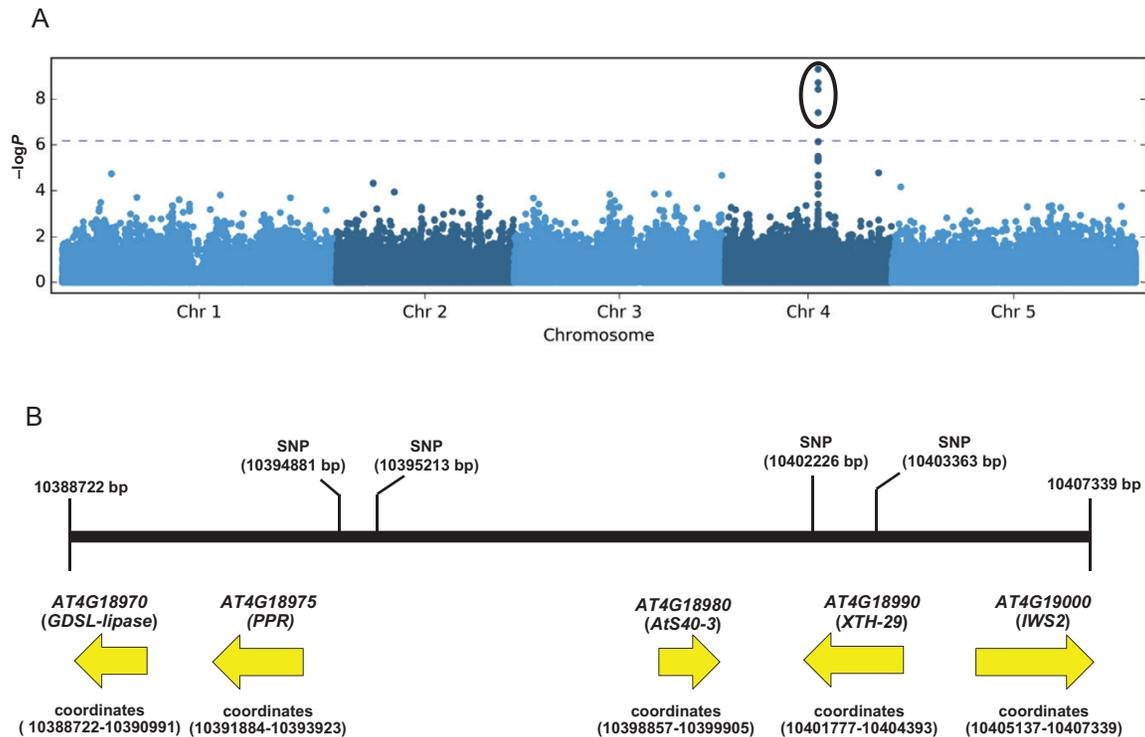 A
8
6
4
2
0
–logP
Chr 1 Chr 2 Chr 3 Chr 4 Chr 5
Chromosome
B
SNP
(10394881 bp)
SNP
(10395213 bp)
SNP
(10402226 bp)
SNP
(10403363 bp)
10388722 bp
10407339 bp
AT4G18970
(GDSL-lipase)
AT4G18975
(PPR)
AT4G18980
(AtS40-3)
AT4G18990
(XTH-29)
AT4G19000
(IWS2)
coordinates
( 10388722-10390991)
coordinates
(10391884-10393923)
coordinates
(10398857-10399905)
coordinates
(10401777-10404393)
coordinates
(10405137-10407339)